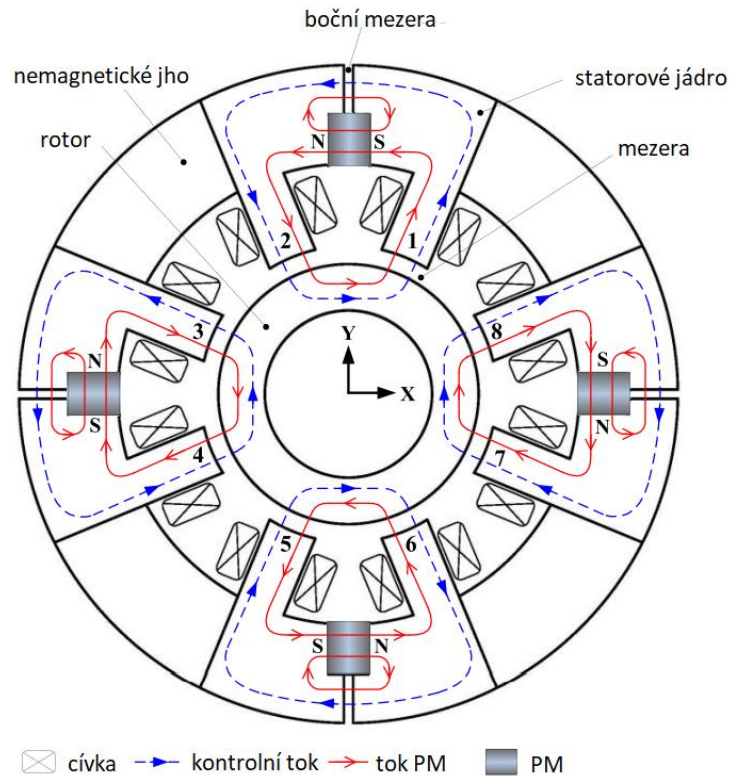 boční mezera
nemagnetické jho
statorové jádro
rotor
mezera
N S
2 1
3 8
N S
Y
X
S N
4 7
5 6
S N
cívka kontrolní tok tok PM PM